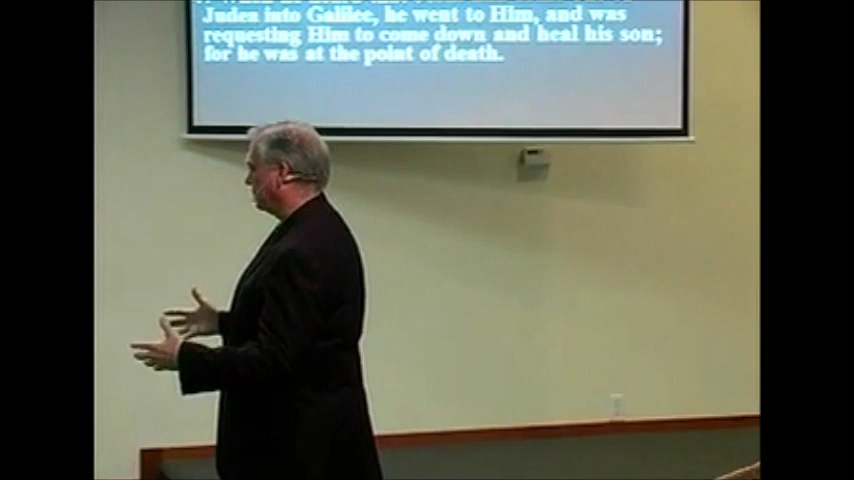 Judea into Galilee, he went to Him, and was
requesting Him to come down and heal his son;
for he was at the point of death.